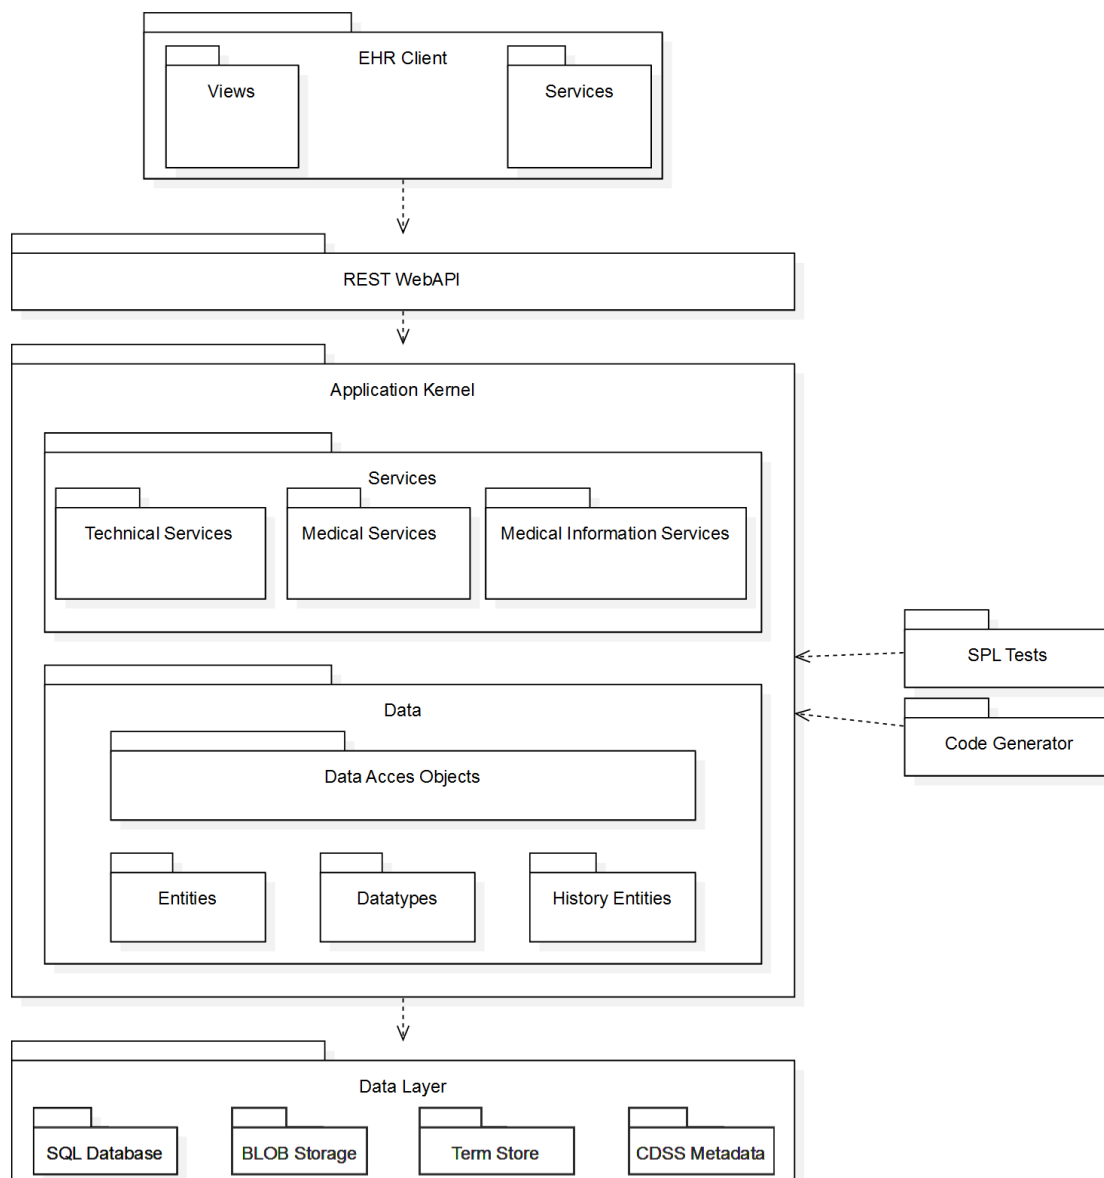 EHR Client
Views
Services
REST WebAPI
Application Kernel
Services
Technical Services
Medical Services
Medical Information Services
SPL Tests
Code Generator
Data
Data Acces Objects
Entities
Datatypes
History Entities
Data Layer
SQL Database
BLOB Storage
Term Store
CDSS Metadata